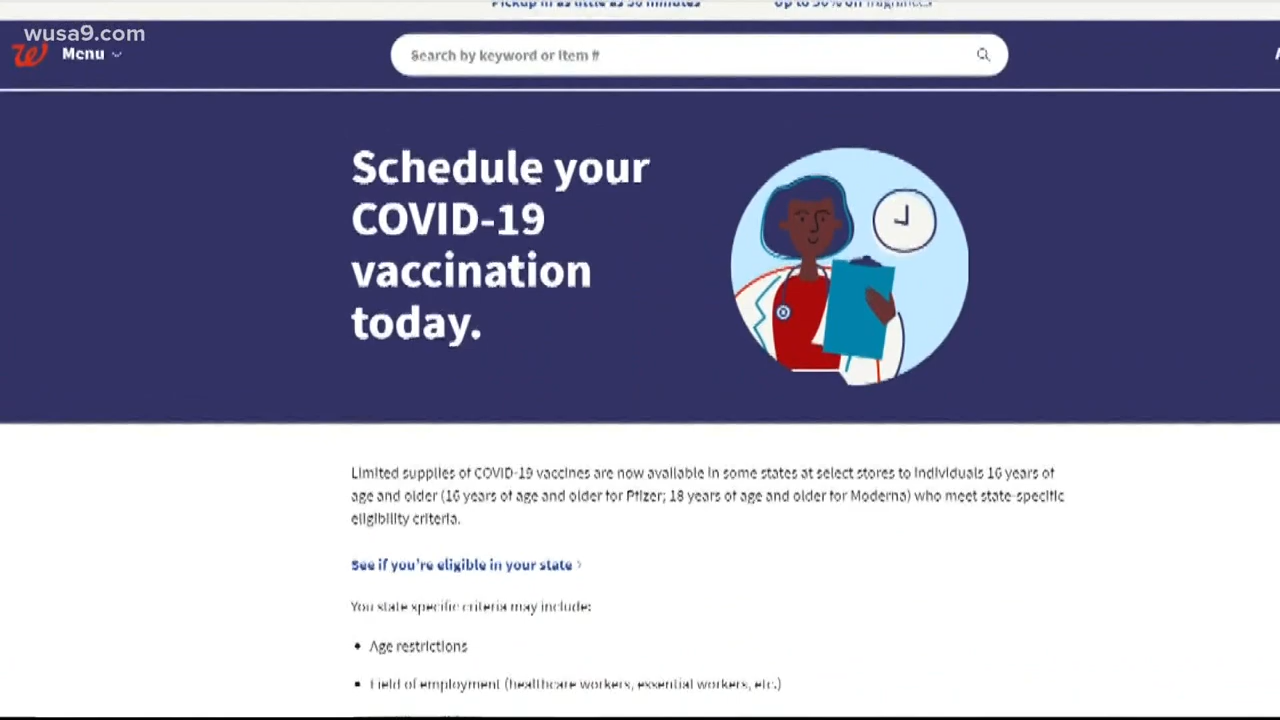 Pickup in as little as 30 minutes
Up to 50% off fragrances
wusa9.com
Menu
Search by keyword or item #
Schedule your
COVID-19
vaccination
today.
Limited supplies of COVID-19 vaccines are now available in some states at select stores to individuals 16 years of
age and older (16 years of age and older for Pfizer; 18 years of age and older for Moderna) who meet state-specific
eligibility criteria.
See if you're eligible in your state
You state specific criteria may include:
• Age restrictions
• Field of employment (healthcare workers, essential workers, etc.)